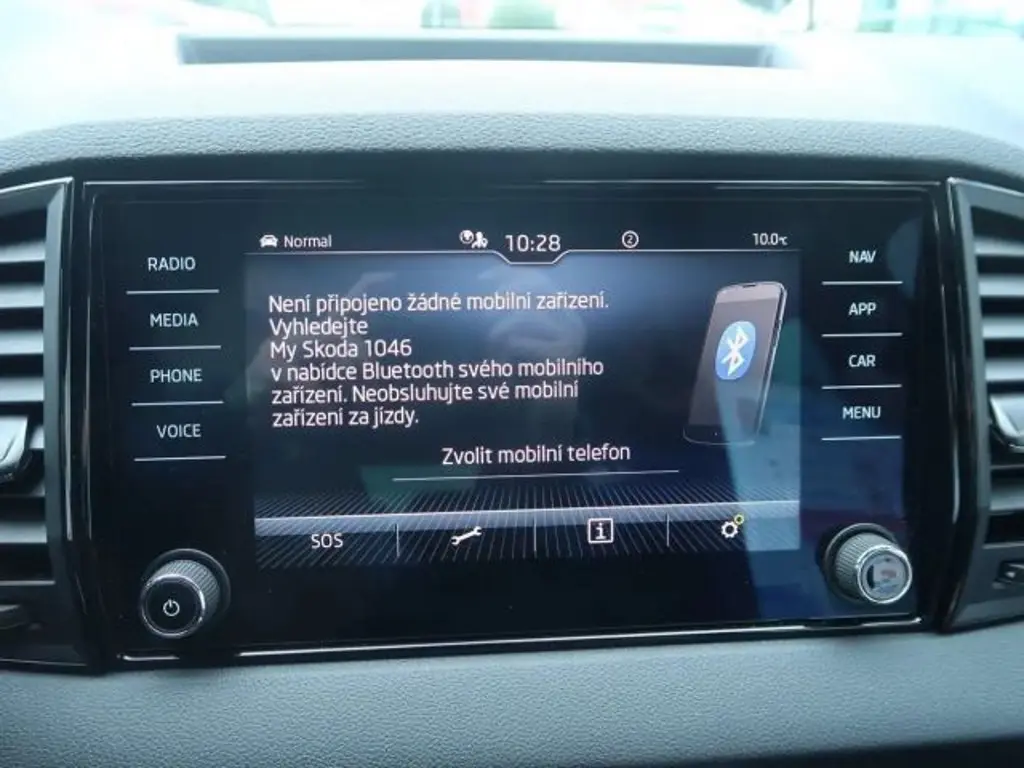 Normal 10:28 2 10.0°c
RADIO
MEDIA
PHONE
VOICE
Není připojeno žádné mobilní zařízení.
Vyhledejte
My Skoda 1046
v nabídce Bluetooth svého mobilního
zařízení. Neobsluhujte své mobilní
zařízení za jízdy.
Zvolit mobilní telefon
SOS i
NAV
APP
CAR
MENU